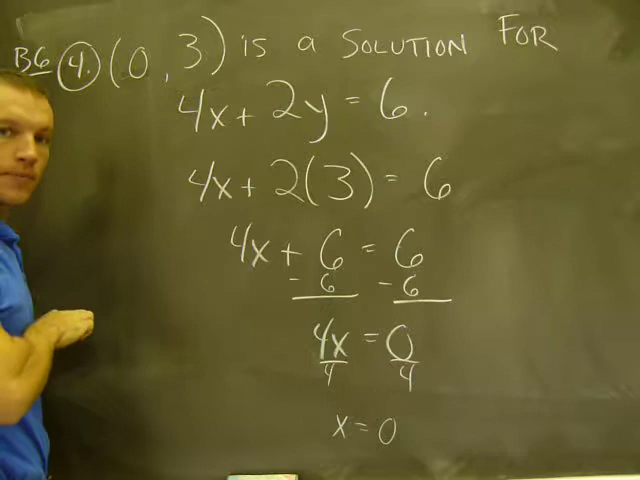 B6 4. (0, 3) is a SOLUTION FOR
4x + 2y = 6.
4x + 2(3) = 6
4x + 6 = 6
- 6 - 6
4x = 0
4 4
x = 0